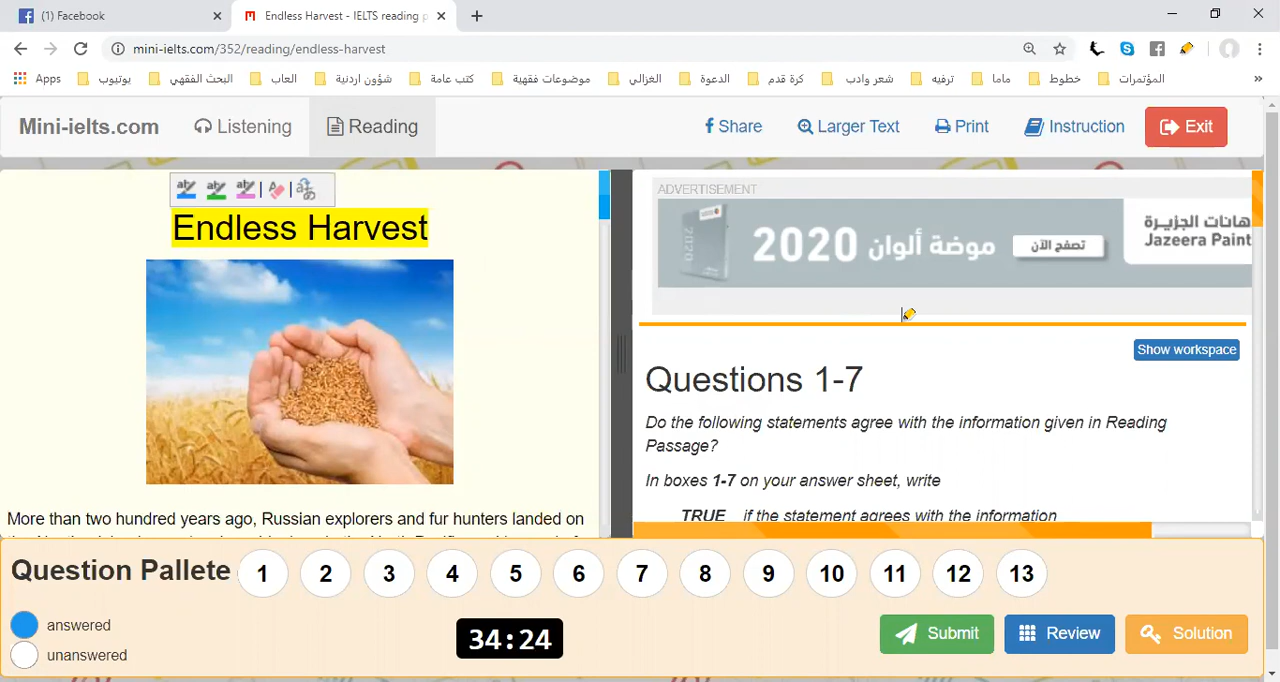 (1) Facebook
Endless Harvest - IELTS reading p
mini-ielts.com/352/reading/endless-harvest
Apps
يوتيوب
البحث الفقهي
العاب
شؤون اردنية
كتب عامة
موضوعات فقهية
الغزالي
الدعوة
كرة قدم
شعر وادب
ترفيه
ماما
خطوط
المؤتمرات
Mini-ielts.com
Listening
Reading
Share
Larger Text
Print
Instruction
Exit
Endless Harvest
More than two hundred years ago, Russian explorers and fur hunters landed on
ADVERTISEMENT
2020
موضة ألوان 2020
تصفح الآن
هانات الجزيرة
Jazeera Paint
Show workspace
Questions 1-7
Do the following statements agree with the information given in Reading
Passage?
In boxes 1-7 on your answer sheet, write
TRUE if the statement agrees with the information
Question Pallete 1 2 3 4 5 6 7 8 9 10 11 12 13
answered
unanswered
34:24
Submit
Review
Solution